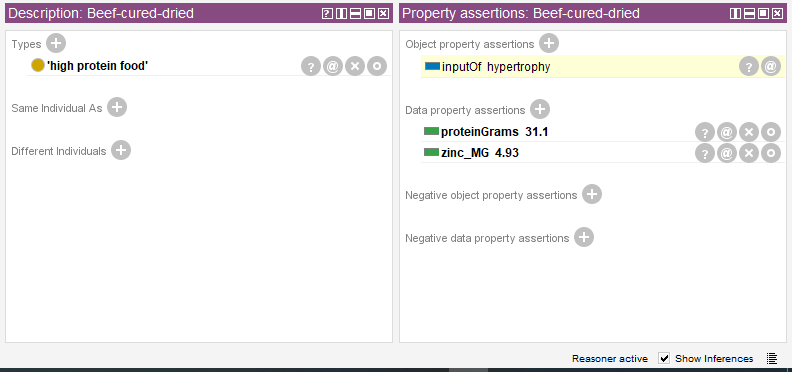 Description: Beef-cured-dried
Types
'high protein food'
Same Individual As
Different Individuals
Property assertions: Beef-cured-dried
Object property assertions
inputOf hypertrophy
Data property assertions
proteinGrams 31.1
zinc_MG 4.93
Negative object property assertions
Negative data property assertions
Reasoner active Show Inferences